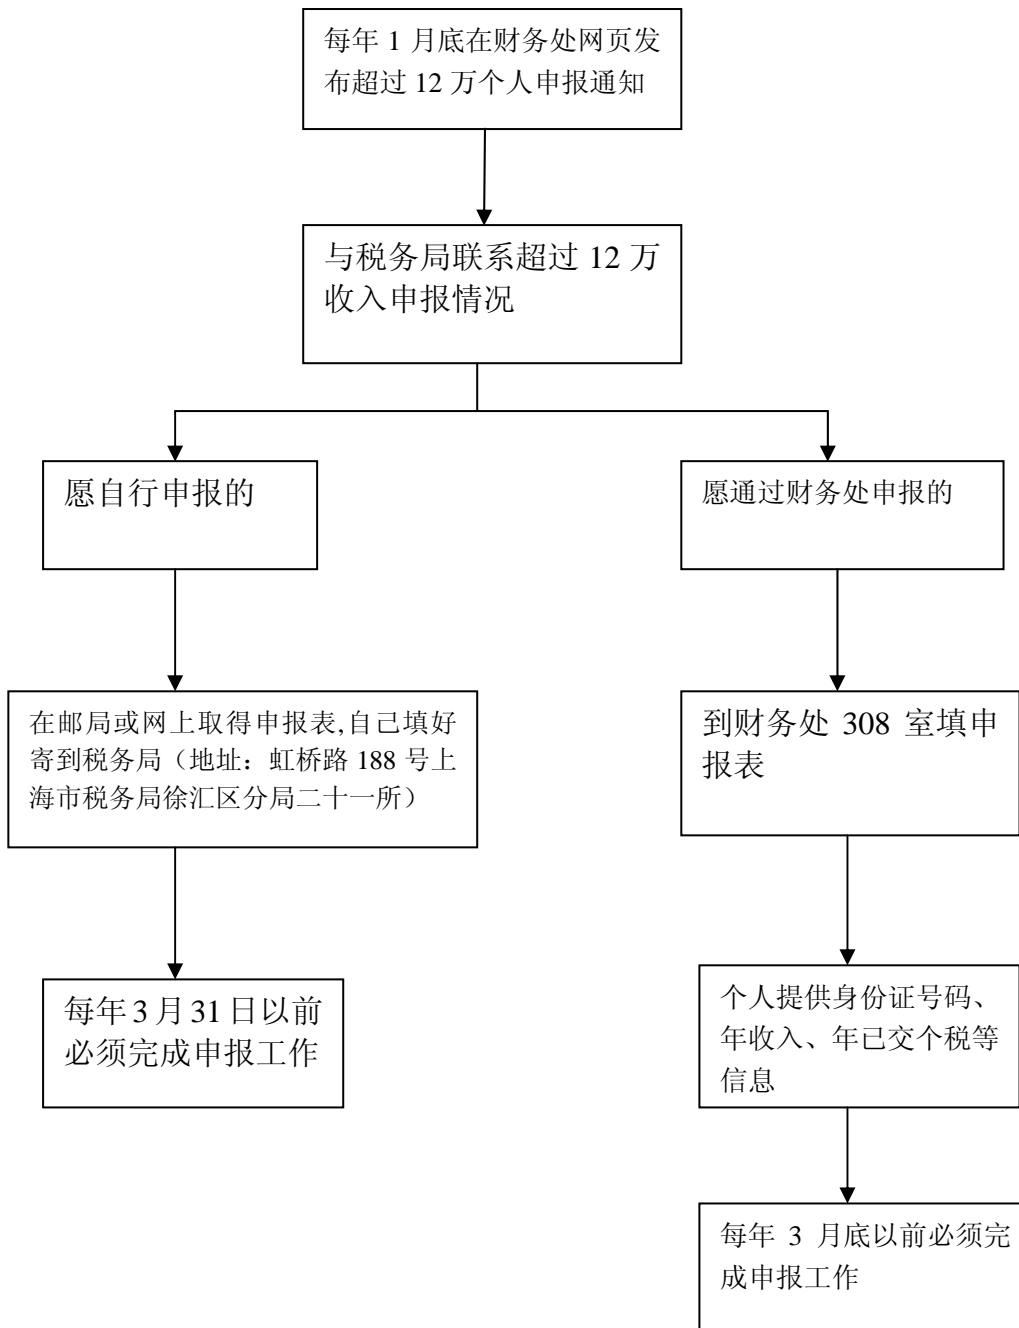 每年 1 月底在财务处网页发
布超过 12 万个人申报通知
与税务局联系超过 12 万
收入申报情况
愿自行申报的
愿通过财务处申报的
在邮局或网上取得申报表,自己填好
寄到税务局（地址：虹桥路 188 号上
海市税务局徐汇区分局二十一所）
到财务处 308 室填申
报表
每年 3 月 31 日以前
必须完成申报工作
个人提供身份证号码、
年收入、年已交个税等
信息
每年 3 月底以前必须完
成申报工作